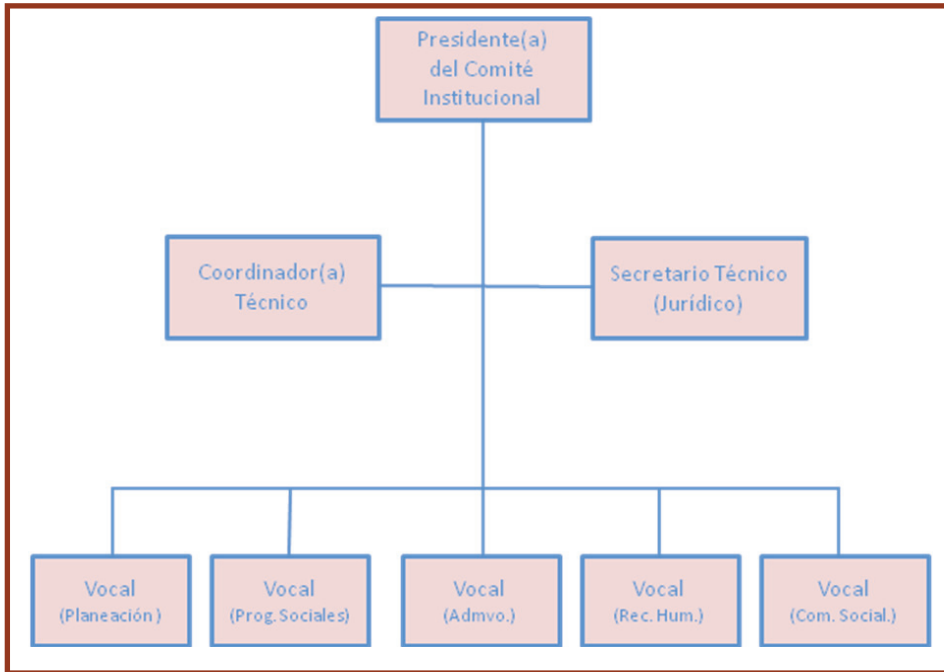 Presidente(a)
del Comité
Institucional
Coordinador(a)
Técnico
Secretario Técnico
(Jurídico)
Vocal
(Planeación )
Vocal
(Prog. Sociales)
Vocal
(Admvo.)
Vocal
(Rec. Hum.)
Vocal
(Com. Social.)